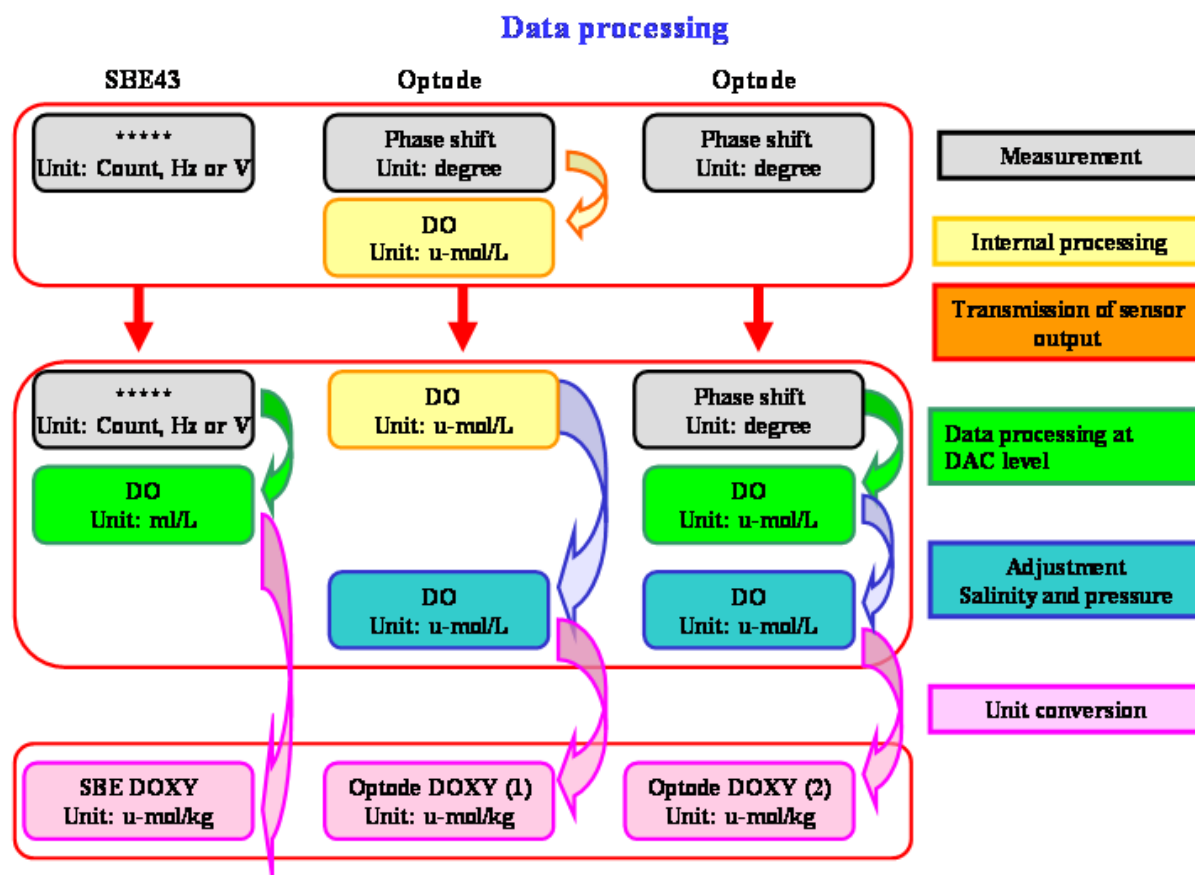 Data processing
SBE43
Optode
Optode
*****
Unit: Count, Hz or V
Phase shift
Unit: degree
Phase shift
Unit: degree
DO
Unit: u-mol/L
Measurement
Internal processing
Transmission of sensor
output
*****
Unit: Count, Hz or V
DO
Unit: u-mol/L
Phase shift
Unit: degree
DO
Unit: ml/L
DO
Unit: u-mol/L
Data processing at
DAC level
DO
Unit: u-mol/L
DO
Unit: u-mol/L
Adjustment
Salinity and pressure
Unit conversion
SBE DOXY
Unit: u-mol/kg
Optode DOXY (1)
Unit: u-mol/kg
Optode DOXY (2)
Unit: u-mol/kg